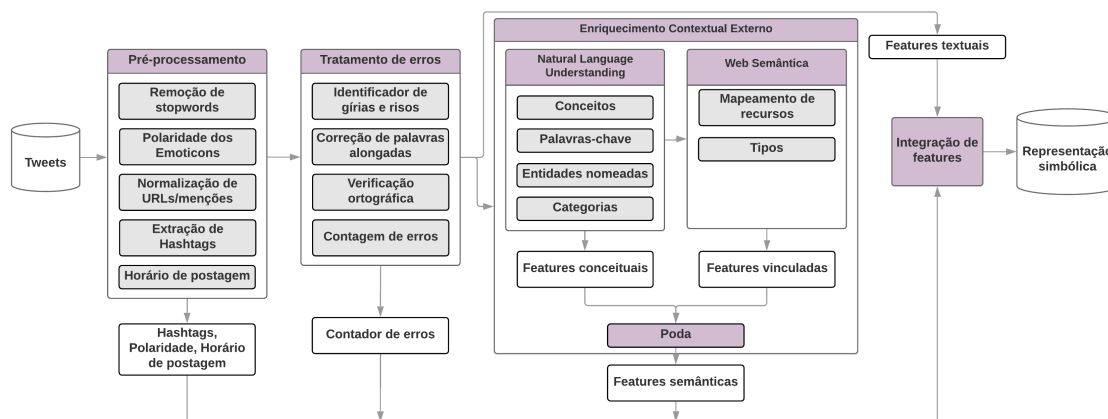 Tweets
Pré-processamento
Remoção de
stopwords
Polaridade dos
Emoticons
Normalização de
URLs/menções
Extração de
Hashtags
Horário de postagem
Hashtags,
Polaridade, Horário
de postagem
Tratamento de erros
Identificador de
gírias e risos
Correção de palavras
alongadas
Verificação
ortográfica
Contagem de erros
Contador de erros
Enriquecimento Contextual Externo
Natural Language
Understanding
Conceitos
Palavras-chave
Entidades nomeadas
Categorias
Features conceituais
Web Semântica
Mapeamento de
recursos
Tipos
Features vinculadas
Poda
Features semânticas
Features textuais
Integração de
features
Representação
simbólica